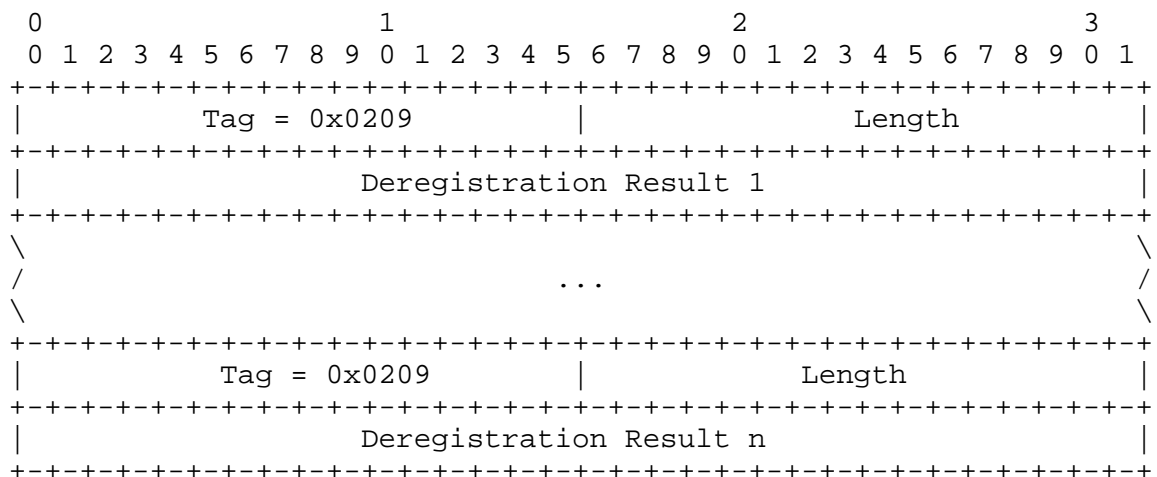 0                   1                   2                   3
 0 1 2 3 4 5 6 7 8 9 0 1 2 3 4 5 6 7 8 9 0 1 2 3 4 5 6 7 8 9 0 1
+-+-+-+-+-+-+-+-+-+-+-+-+-+-+-+-+-+-+-+-+-+-+-+-+-+-+-+-+-+-+-+-+
|          Tag = 0x0209         |               Length          |
+-+-+-+-+-+-+-+-+-+-+-+-+-+-+-+-+-+-+-+-+-+-+-+-+-+-+-+-+-+-+-+-+
|                   Deregistration Result 1                     |
+-+-+-+-+-+-+-+-+-+-+-+-+-+-+-+-+-+-+-+-+-+-+-+-+-+-+-+-+-+-+-+-+
\                                                               \
/                              ...                              /
\                                                               \
+-+-+-+-+-+-+-+-+-+-+-+-+-+-+-+-+-+-+-+-+-+-+-+-+-+-+-+-+-+-+-+-+
|           Tag = 0x0209        |            Length             |
+-+-+-+-+-+-+-+-+-+-+-+-+-+-+-+-+-+-+-+-+-+-+-+-+-+-+-+-+-+-+-+-+
|                   Deregistration Result n                     |
+-+-+-+-+-+-+-+-+-+-+-+-+-+-+-+-+-+-+-+-+-+-+-+-+-+-+-+-+-+-+-+-+